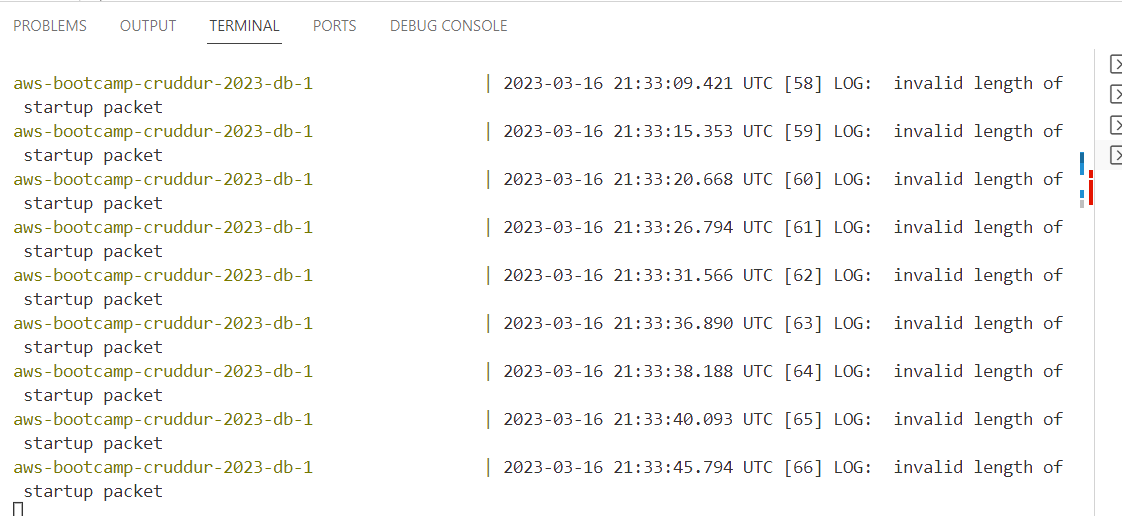 PROBLEMS OUTPUT TERMINAL PORTS DEBUG CONSOLE
aws-bootcamp-cruddur-2023-db-1 | 2023-03-16 21:33:09.421 UTC [58] LOG:  invalid length of
startup packet
aws-bootcamp-cruddur-2023-db-1 | 2023-03-16 21:33:15.353 UTC [59] LOG:  invalid length of
startup packet
aws-bootcamp-cruddur-2023-db-1 | 2023-03-16 21:33:20.668 UTC [60] LOG:  invalid length of
startup packet
aws-bootcamp-cruddur-2023-db-1 | 2023-03-16 21:33:26.794 UTC [61] LOG:  invalid length of
startup packet
aws-bootcamp-cruddur-2023-db-1 | 2023-03-16 21:33:31.566 UTC [62] LOG:  invalid length of
startup packet
aws-bootcamp-cruddur-2023-db-1 | 2023-03-16 21:33:36.890 UTC [63] LOG:  invalid length of
startup packet
aws-bootcamp-cruddur-2023-db-1 | 2023-03-16 21:33:38.188 UTC [64] LOG:  invalid length of
startup packet
aws-bootcamp-cruddur-2023-db-1 | 2023-03-16 21:33:40.093 UTC [65] LOG:  invalid length of
startup packet
aws-bootcamp-cruddur-2023-db-1 | 2023-03-16 21:33:45.794 UTC [66] LOG:  invalid length of
startup packet